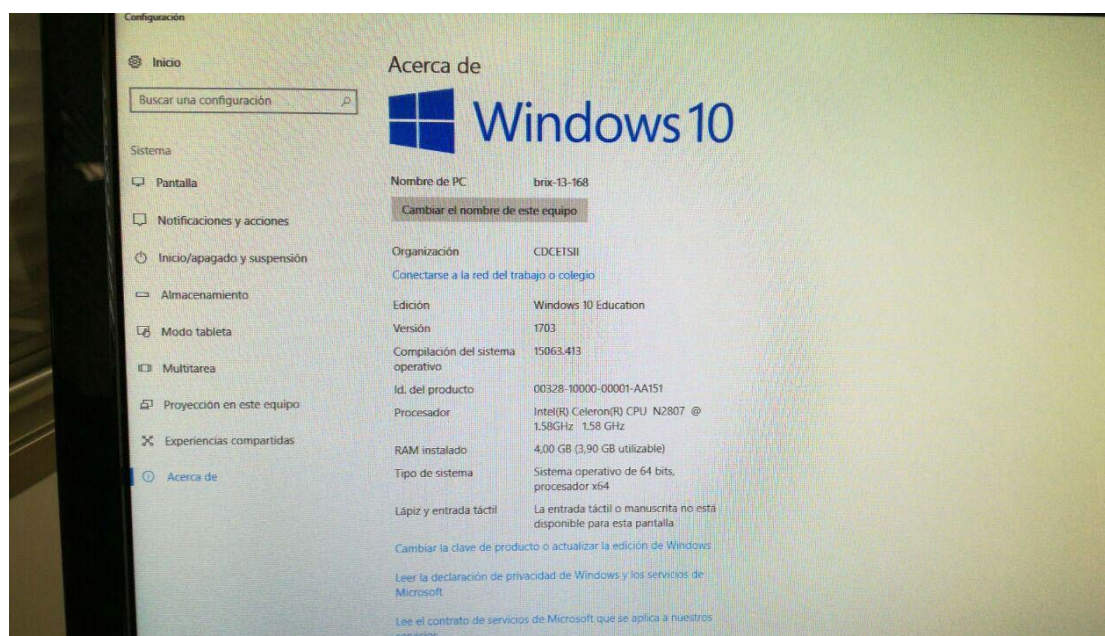 Configuración
Inicio
Buscar una configuración
Sistema
Pantalla
Notificaciones y acciones
Inicio/apagado y suspensión
Almacenamiento
Modo tableta
Multitarea
Proyección en este equipo
Experiencias compartidas
Acerca de
Acerca de
Windows 10
Nombre de PC brix-13-168
Cambiar el nombre de este equipo
Organización CDCETSII
Conectarse a la red del trabajo o colegio
Edición Windows 10 Education
Versión 1703
Compilación del sistema 15063.413
operativo
Id. del producto 00328-10000-00001-AA151
Procesador Intel(R) Celeron(R) CPU N2807 @
1.58GHz 1.58 GHz
RAM instalado 4,00 GB (3,90 GB utilizable)
Tipo de sistema Sistema operativo de 64 bits,
procesador x64
Lápiz y entrada táctil La entrada táctil o manuscrita no está
disponible para esta pantalla
Cambiar la clave de producto o actualizar la edición de Windows
Leer la declaración de privacidad de Windows y los servicios de
Microsoft
Lee el contrato de servicios de Microsoft que se aplica a nuestros